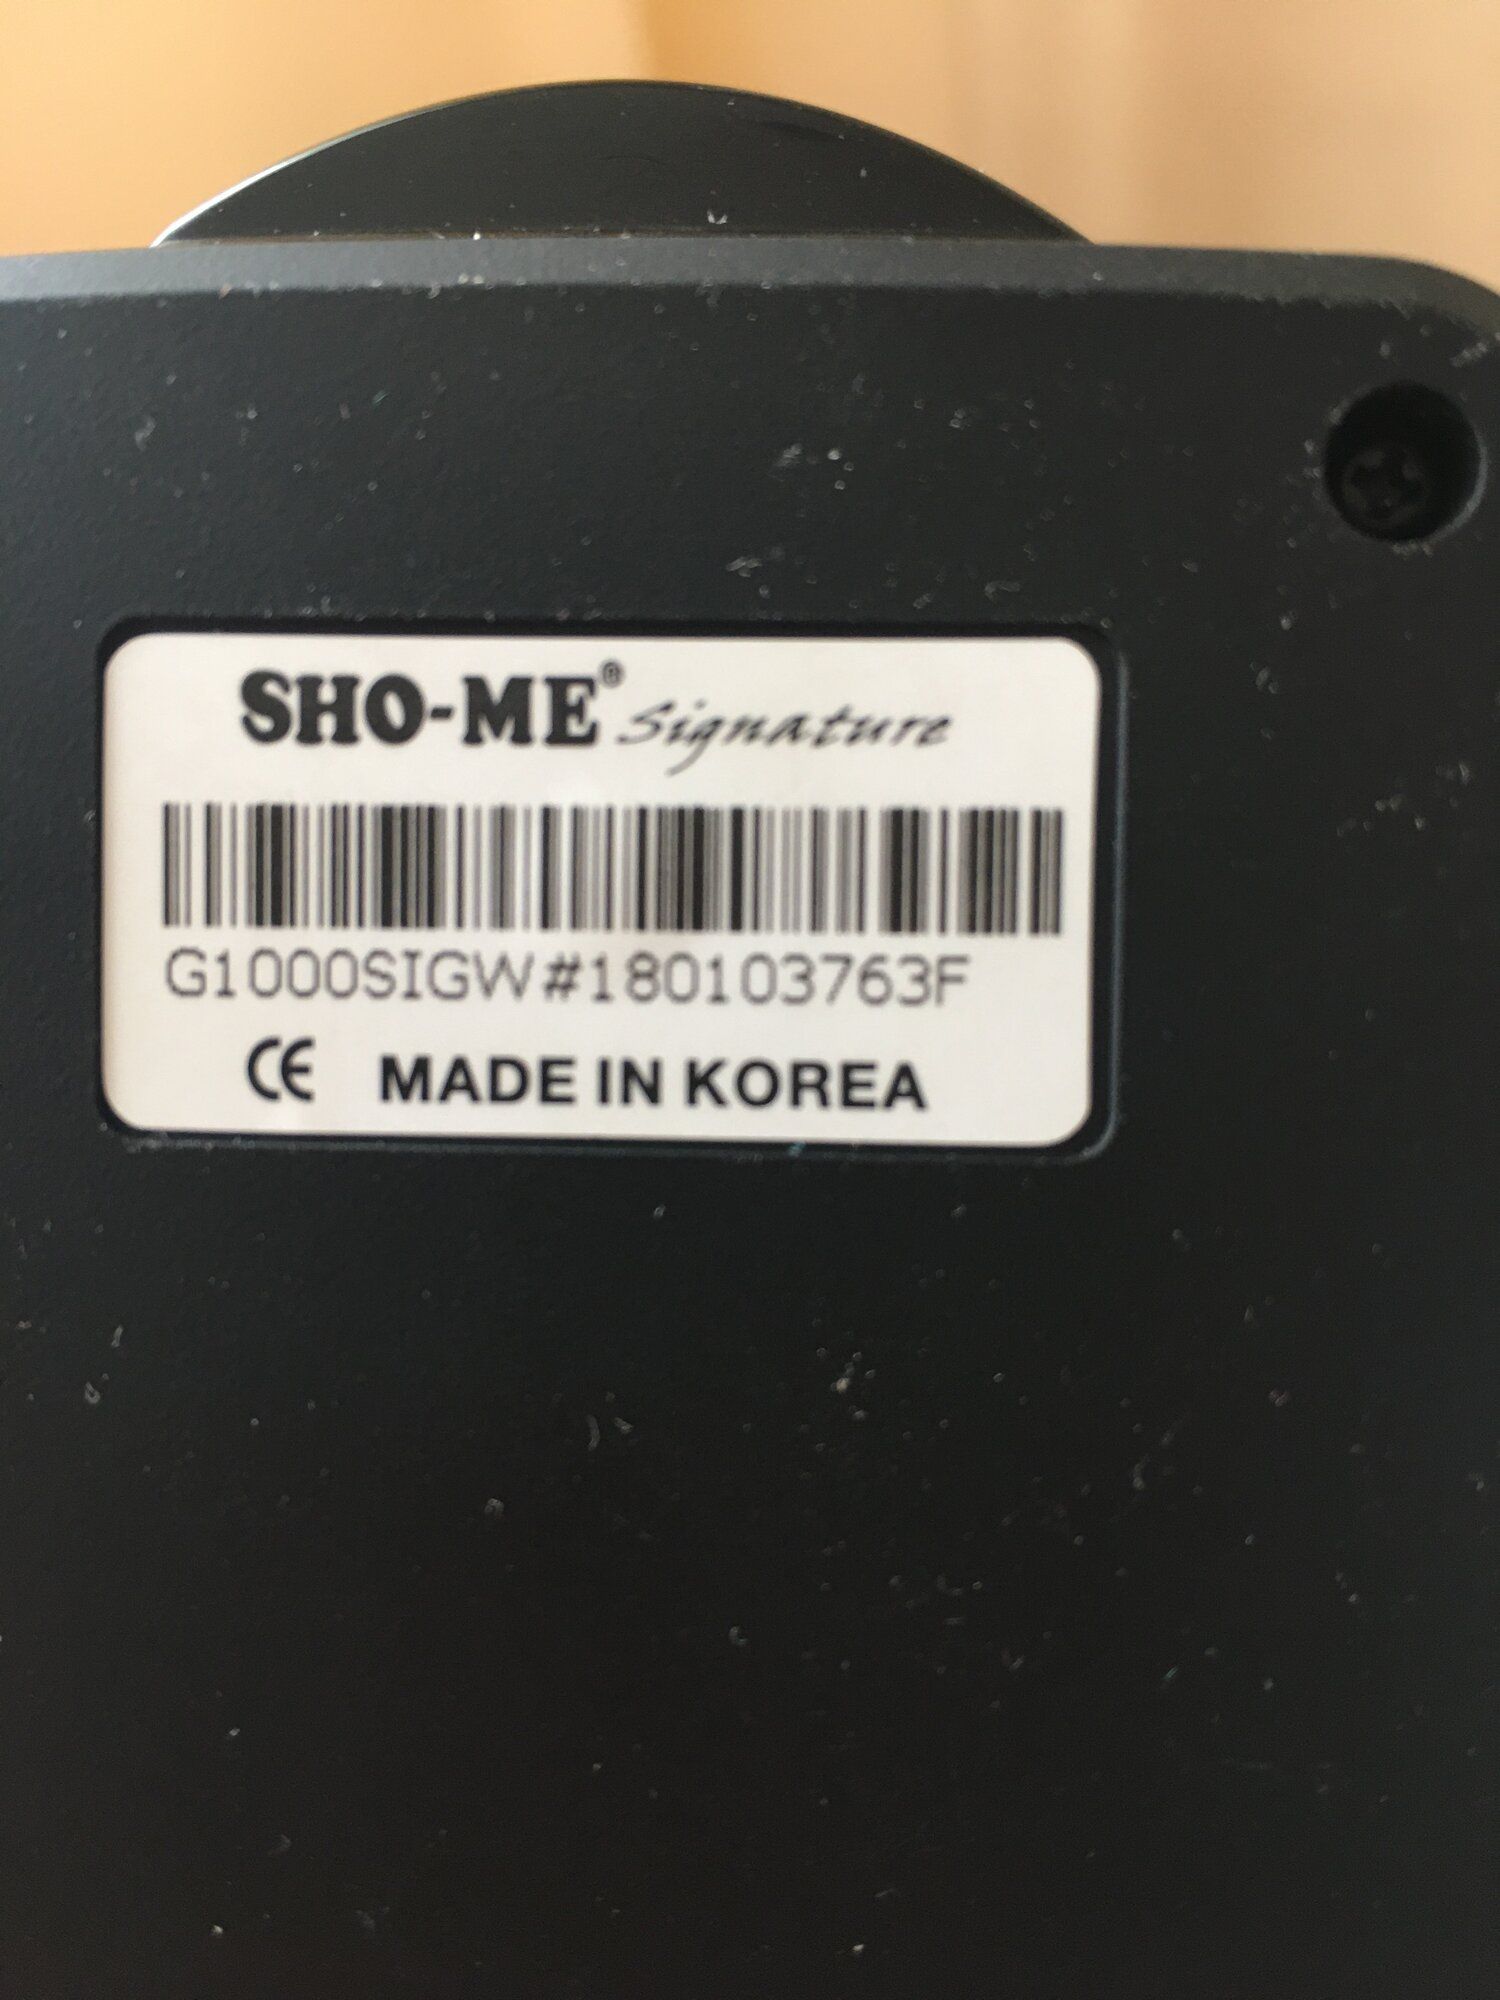 SHO-ME® Signature
G1000SIGW#180103763F
CE MADE IN KOREA